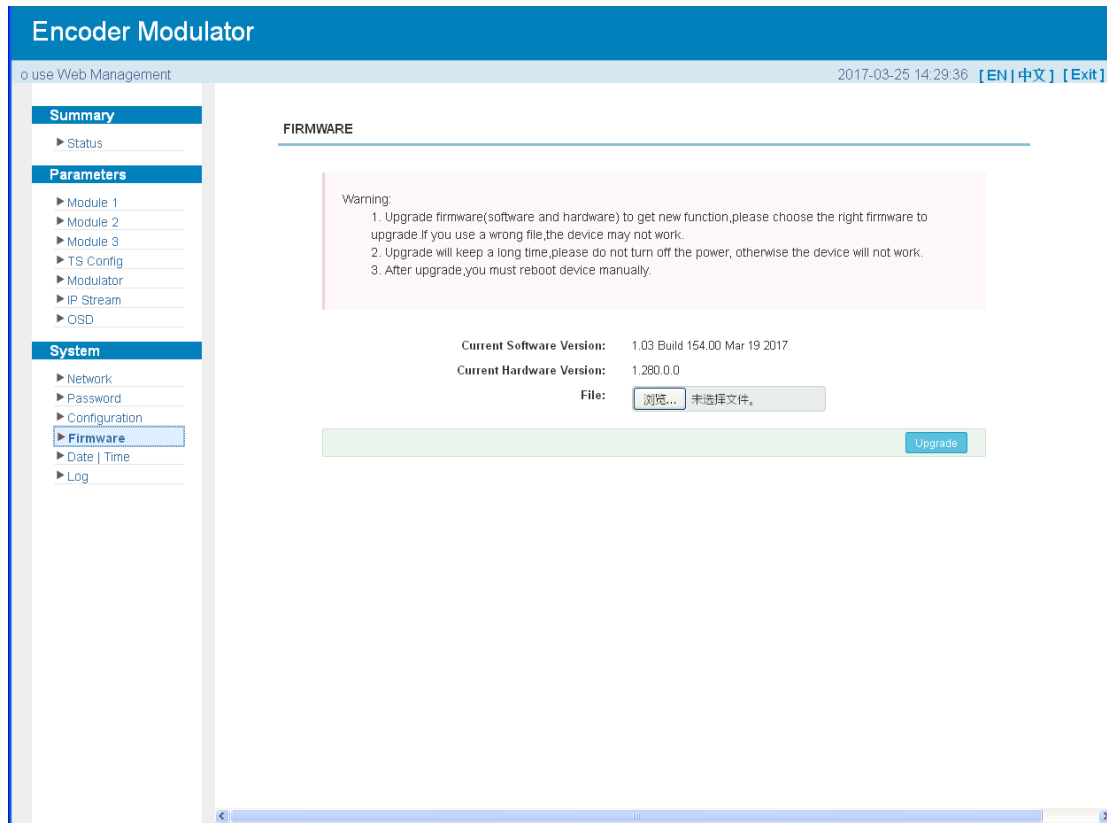 Encoder Modulator
o use Web Management
2017-03-25 14:29:36 [ EN | 中文 ] [ Exit ]
Summary
Status
Parameters
Module 1
Module 2
Module 3
TS Config
Modulator
IP Stream
OSD
System
Network
Password
Configuration
Firmware
Date | Time
Log
FIRMWARE
Warning:
1. Upgrade firmware(software and hardware) to get new function,please choose the right firmware to
upgrade.If you use a wrong file,the device may not work.
2. Upgrade will keep a long time,please do not turn off the power, otherwise the device will not work.
3. After upgrade,you must reboot device manually.
Current Software Version: 1.03 Build 154.00 Mar 19 2017
Current Hardware Version: 1.280.0.0
File: 浏览... 未选择文件。
Upgrade